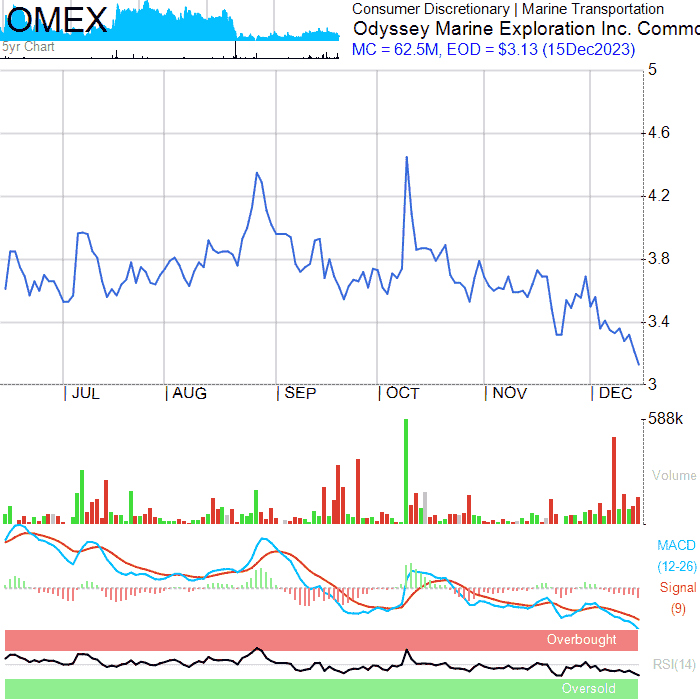 OMEX
5yr Chart
Consumer Discretionary | Marine Transportation
Odyssey Marine Exploration Inc. Commo
MC = 62.5M, EOD = $3.13 (15Dec2023)
5
4.6
4.2
3.8
3.4
3
JUL
AUG
SEP
OCT
NOV
DEC
588k
Volume
MACD
(12-26)
Signal
(9)
Overbought
RSI(14)
Oversold